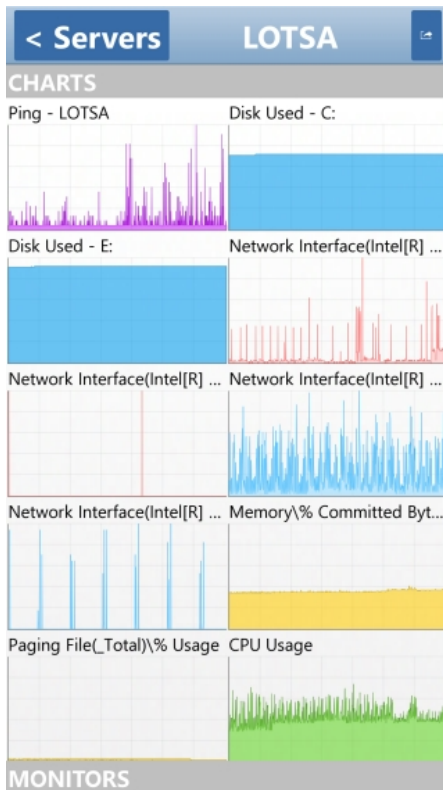 < Servers
LOTSA
CHARTS
Ping - LOTSA
Disk Used - C:
Disk Used - E:
Network Interface(Intel[R] ...
Network Interface(Intel[R] ...
Network Interface(Intel[R] ...
Network Interface(Intel[R] ...
Memory\% Committed Byt...
Paging File(_Total)\% Usage
CPU Usage
MONITORS